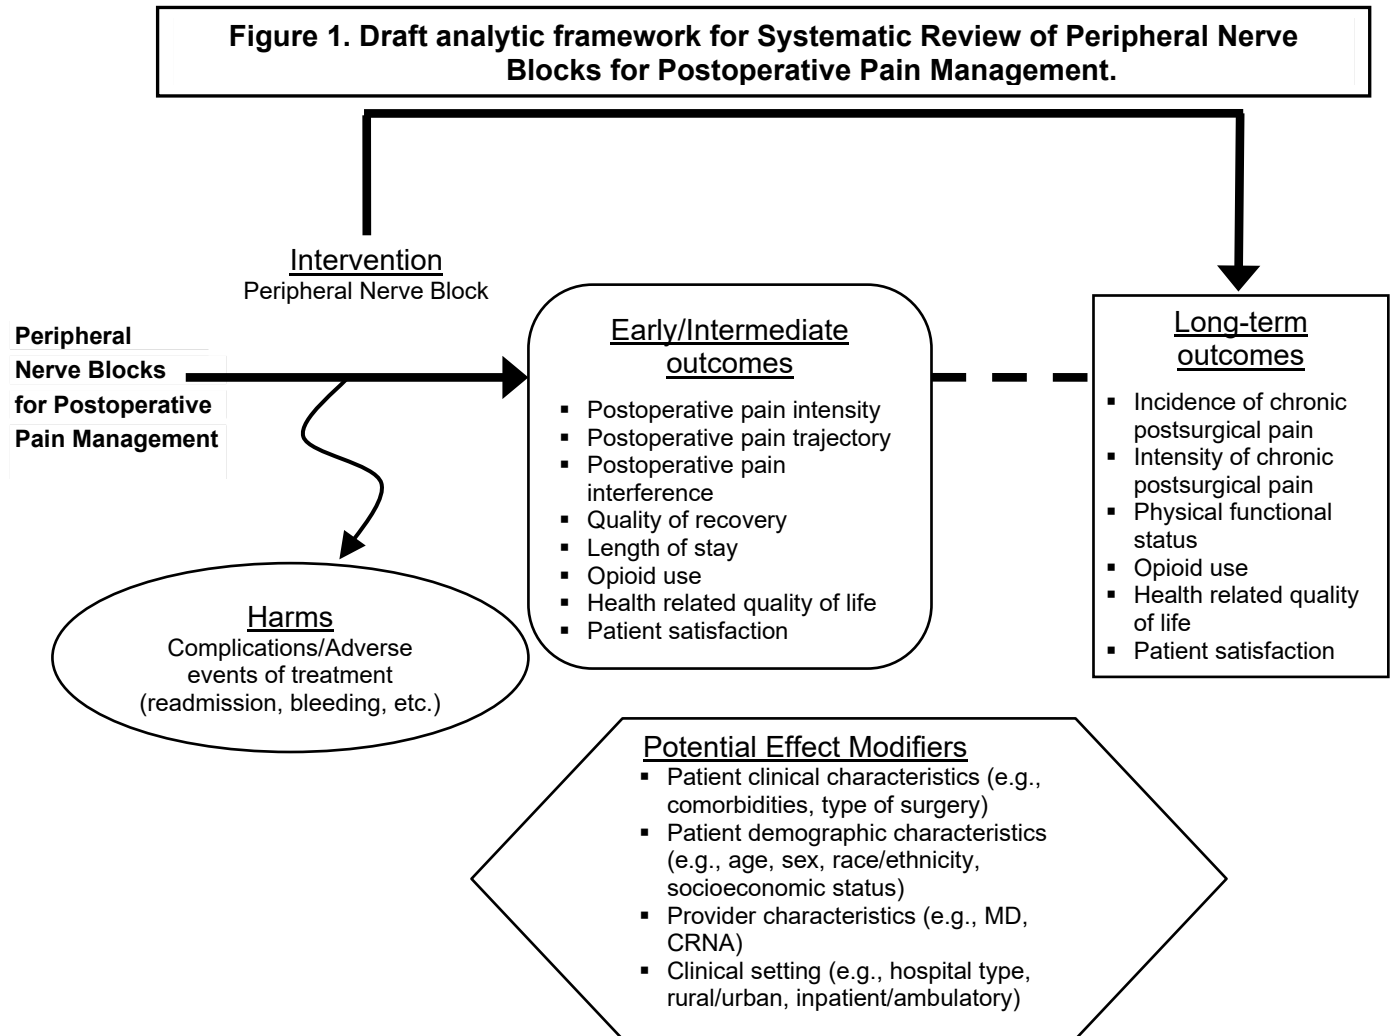 Figure 1. Draft analytic framework for Systematic Review of Peripheral Nerve
Blocks for Postoperative Pain Management.
Intervention
Peripheral Nerve Block
Peripheral
Nerve Blocks
for Postoperative
Pain Management
Early/Intermediate
outcomes
▪ Postoperative pain intensity
▪ Postoperative pain trajectory
▪ Postoperative pain
interference
▪ Quality of recovery
▪ Length of stay
▪ Opioid use
▪ Health related quality of life
▪ Patient satisfaction
Long-term
outcomes
▪ Incidence of chronic
postsurgical pain
▪ Intensity of chronic
postsurgical pain
▪ Physical functional
status
▪ Opioid use
▪ Health related quality
of life
▪ Patient satisfaction
Harms
Complications/Adverse
events of treatment
(readmission, bleeding, etc.)
Potential Effect Modifiers
▪ Patient clinical characteristics (e.g.,
comorbidities, type of surgery)
▪ Patient demographic characteristics
(e.g., age, sex, race/ethnicity,
socioeconomic status)
▪ Provider characteristics (e.g., MD,
CRNA)
▪ Clinical setting (e.g., hospital type,
rural/urban, inpatient/ambulatory)